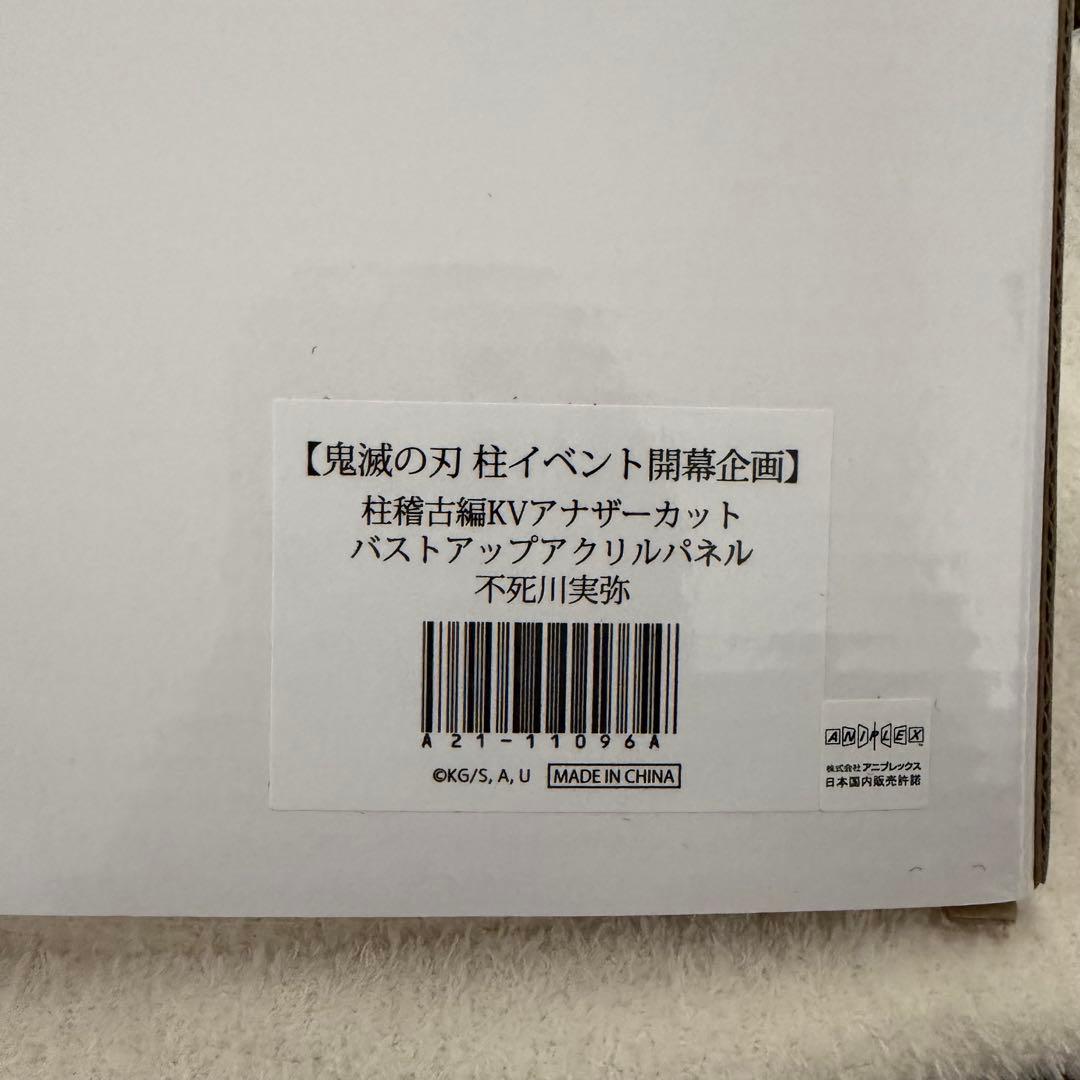 【鬼滅の刃 柱イベント開幕企画】
柱稽古編KVアナザーカット
バストアップアクリルパネル
不死川実弥
A21-11096A
©KG/S, A, U MADE IN CHINA
ANIPLEX™
株式会社アニプレックス
日本国内販売許諾